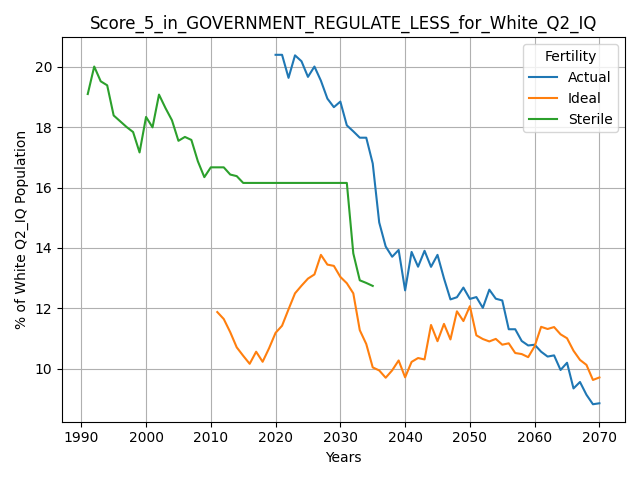 Score_5_in_GOVERNMENT_REGULATE_LESS_for_White_Q2_IQ
Fertility
Actual
Ideal
Sterile
% of White Q2_IQ Population
20
18
16
14
12
10
1990
2000
2010
2020
2030
2040
2050
2060
2070
Years